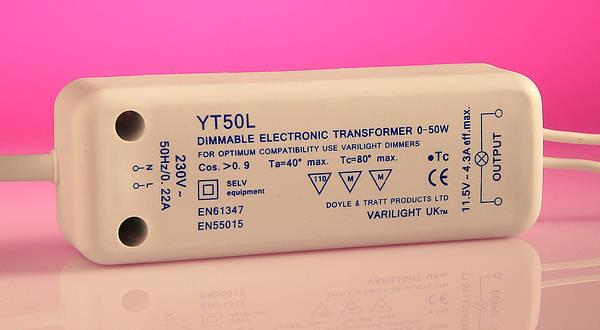 YT50L
DIMMABLE ELECTRONIC TRANSFORMER 0-50W
FOR OPTIMUM COMPATIBILITY USE VARILIGHT DIMMERS
Cos.>0.9 Ta=40° max. Tc=80° max. •Tc
SELV
equipment
110 M M
EN61347
EN55015
DOYLE & TRATT PRODUCTS LTD
VARILIGHT UK™
N L
230V~
50Hz/0.22A
11.5V~4.3A eff.max.
OUTPUT